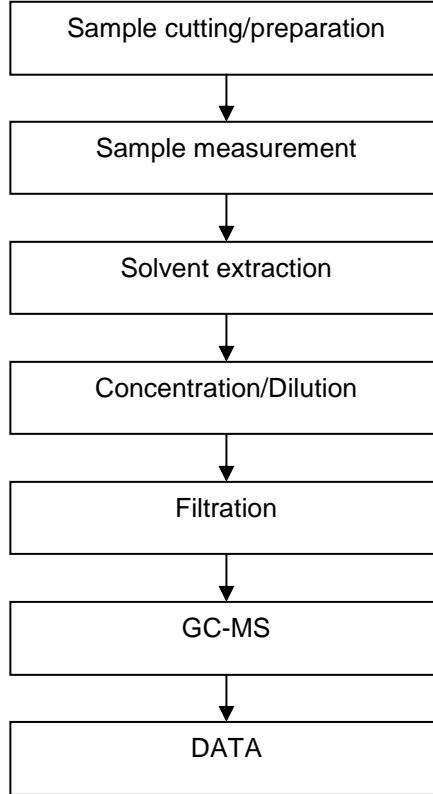 Sample cutting/preparation
Sample measurement
Solvent extraction
Concentration/Dilution
Filtration
GC-MS
DATA